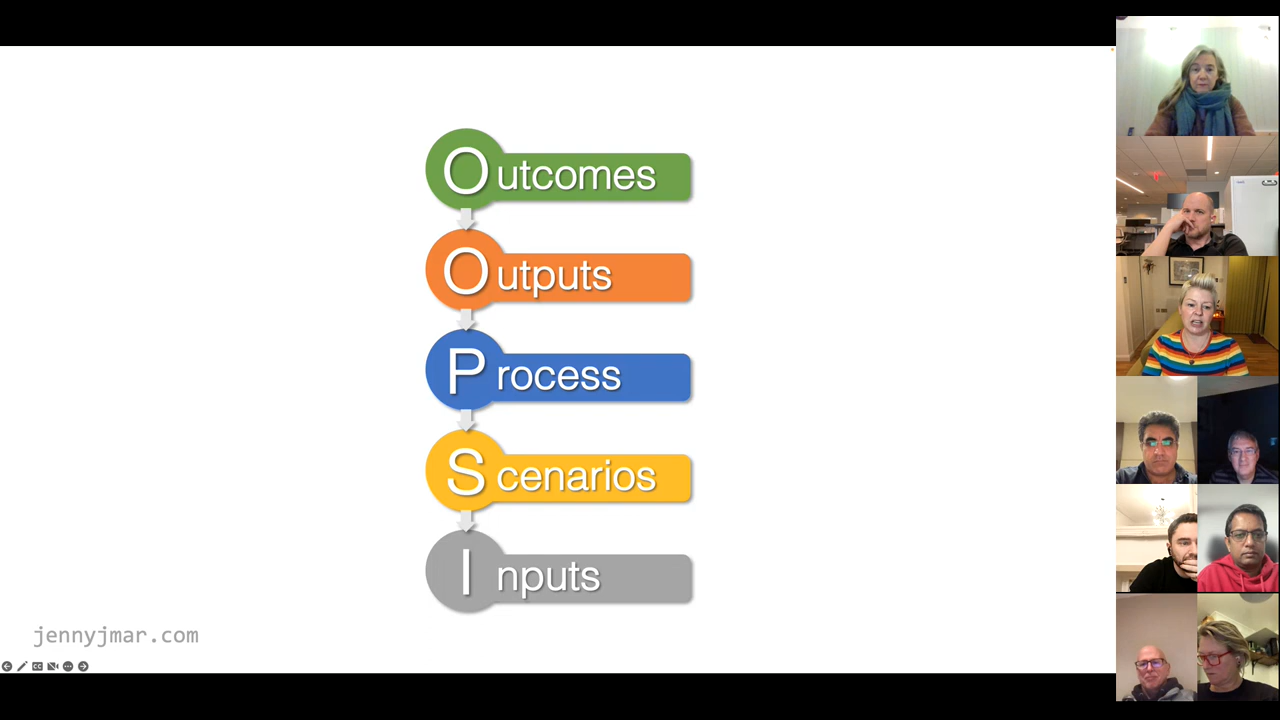 Outcomes
Outputs
Process
Scenarios
Inputs
jennyjmar.com